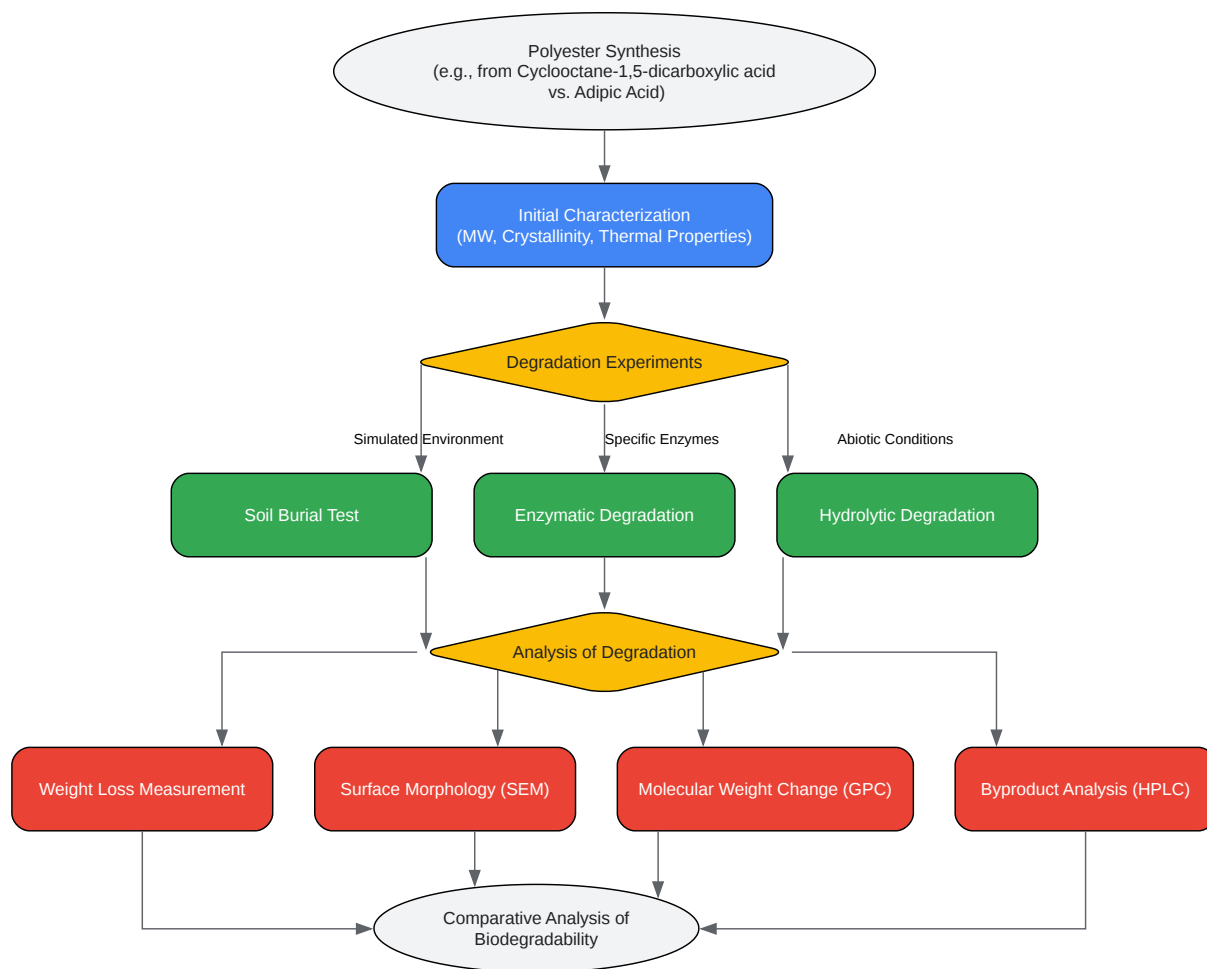 Polyester Synthesis
(e.g., from Cyclooctane-1,5-dicarboxylic acid
vs. Adipic Acid)
Initial Characterization
(MW, Crystallinity, Thermal Properties)
Degradation Experiments
Simulated Environment
Specific Enzymes
Abiotic Conditions
Soil Burial Test
Enzymatic Degradation
Hydrolytic Degradation
Analysis of Degradation
Weight Loss Measurement
Surface Morphology (SEM)
Molecular Weight Change (GPC)
Byproduct Analysis (HPLC)
Comparative Analysis of
Biodegradability